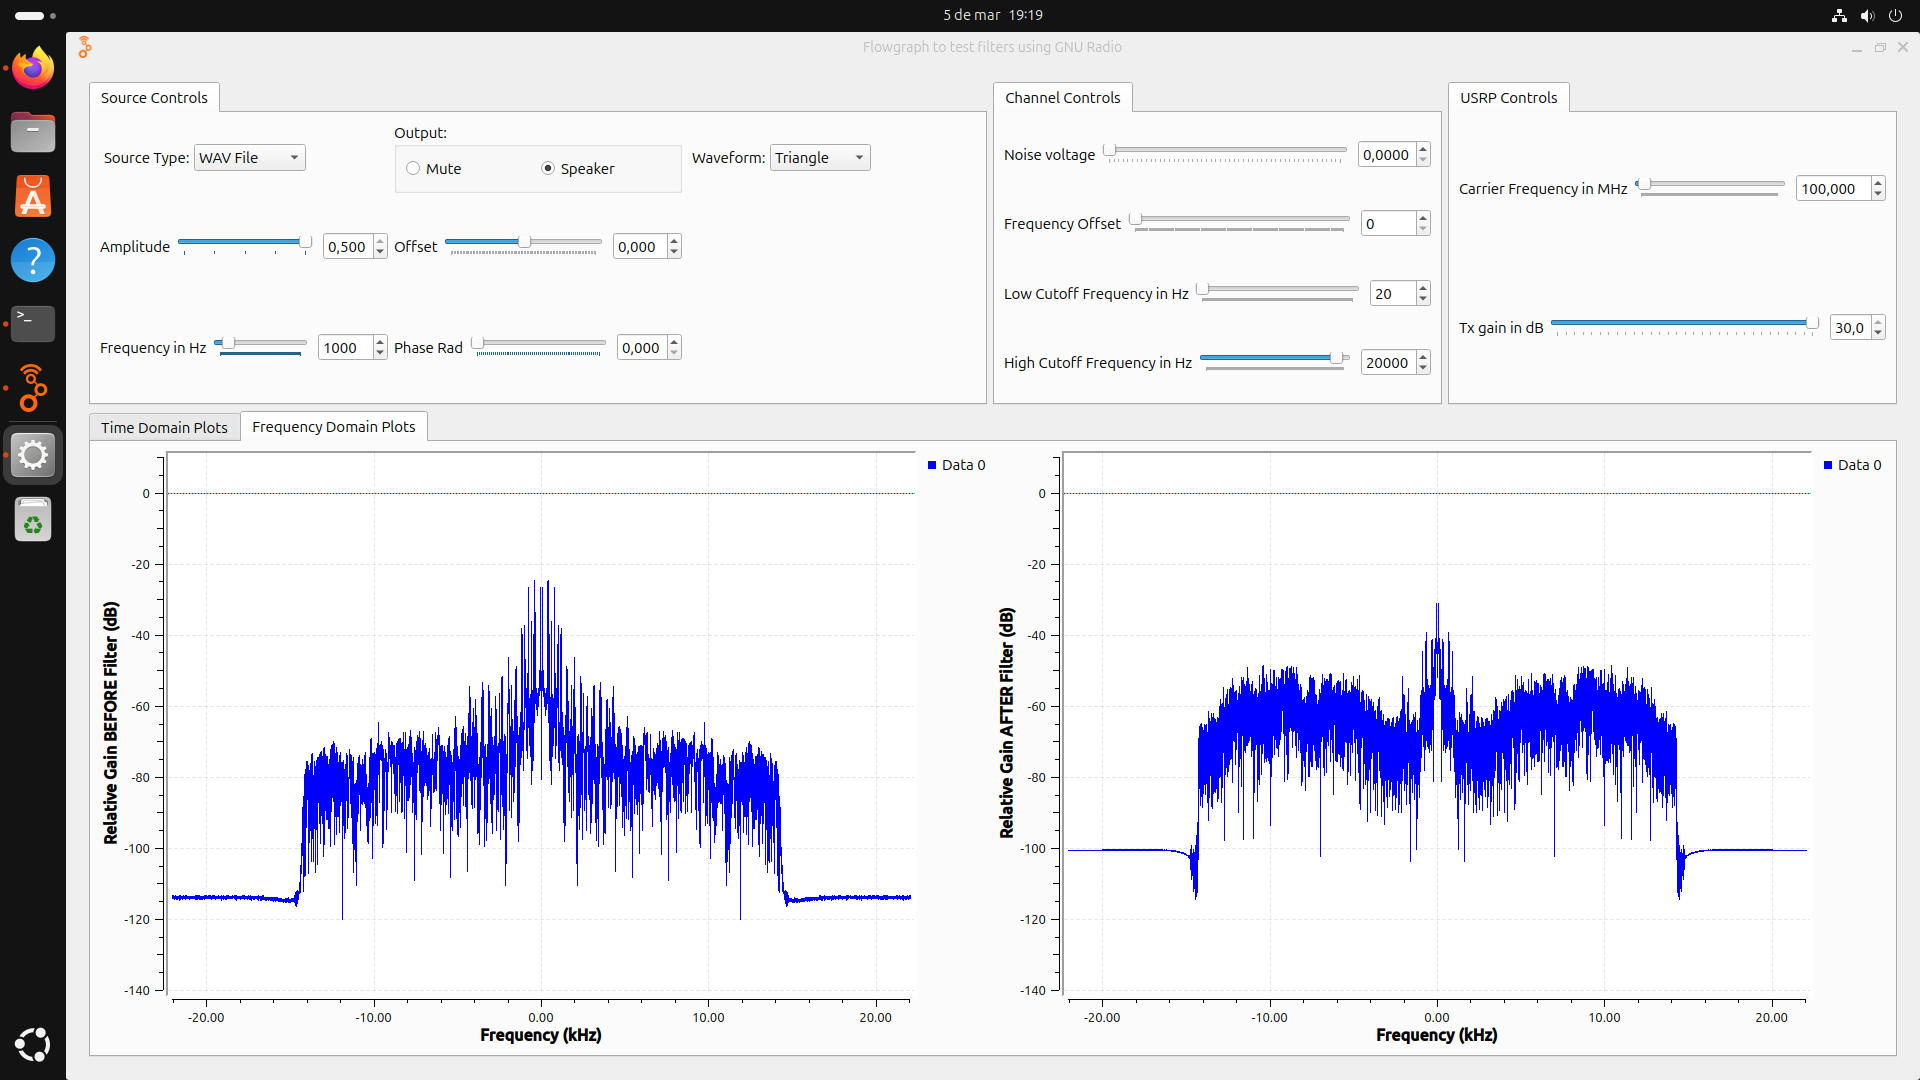 5 de mar 19:19
Flowgraph to test filters using GNU Radio
Source Controls
Source Type: WAV File
Output:
Mute
Speaker
Waveform: Triangle
Amplitude 0,500
Offset 0,000
Frequency in Hz 1000
Phase Rad 0,000
Channel Controls
Noise voltage 0,0000
Frequency Offset 0
Low Cutoff Frequency in Hz 20
High Cutoff Frequency in Hz 20000
USRP Controls
Carrier Frequency in MHz 100,000
Tx gain in dB 30,0
Time Domain Plots
Frequency Domain Plots
Relative Gain BEFORE Filter (dB)
0
-20
-40
-60
-80
-100
-120
-140
-20.00
-10.00
0.00
10.00
20.00
Frequency (kHz)
Data 0
Relative Gain AFTER Filter (dB)
0
-20
-40
-60
-80
-100
-120
-140
-20.00
-10.00
0.00
10.00
20.00
Frequency (kHz)
Data 0